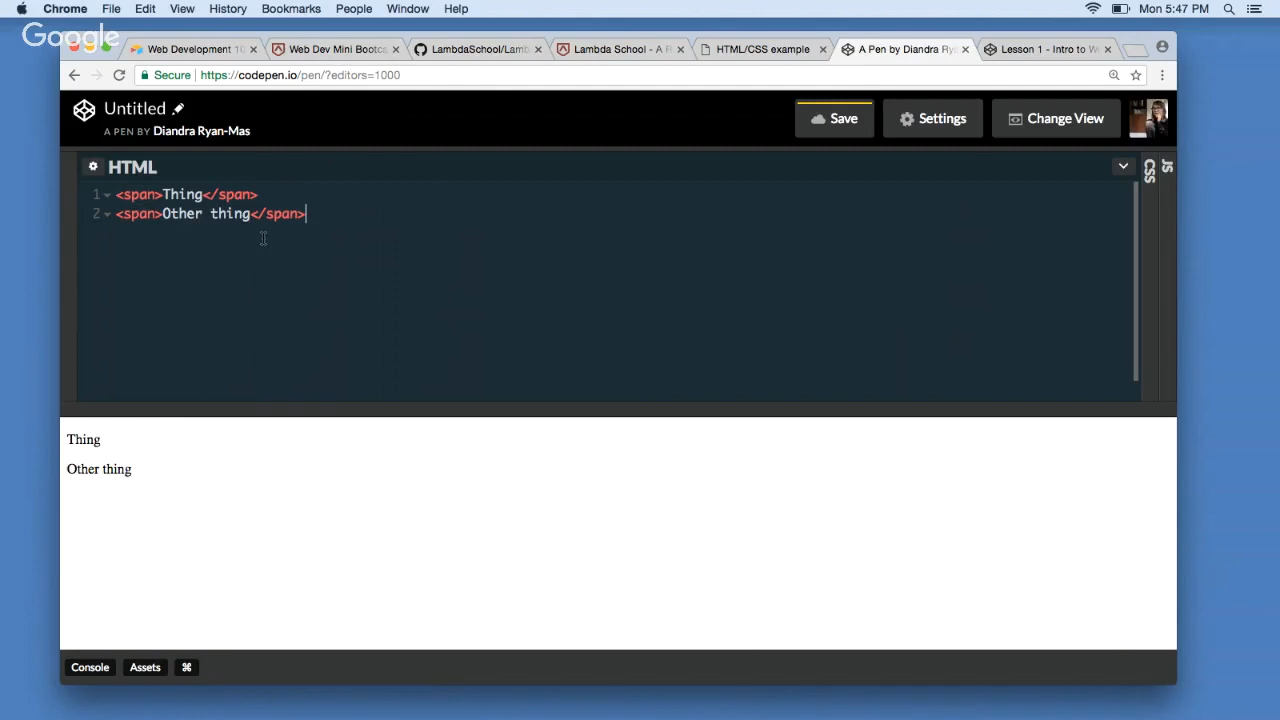 Chrome File Edit View History Bookmarks People Window Help Mon 5:47 PM
Google
Web Development 10 Web Dev Mini Bootca LambdaSchool/Lamb Lambda School - A R HTML/CSS example A Pen by Diandra Ry Lesson 1 - Intro to W
Secure https://codepen.io/pen/?editors=1000
Untitled
A PEN BY Diandra Ryan-Mas
Save Settings Change View
HTML
CSS
JS
1 <span>Thing</span>
2 <span>Other thing</span>
Thing
Other thing
Console Assets ⌘